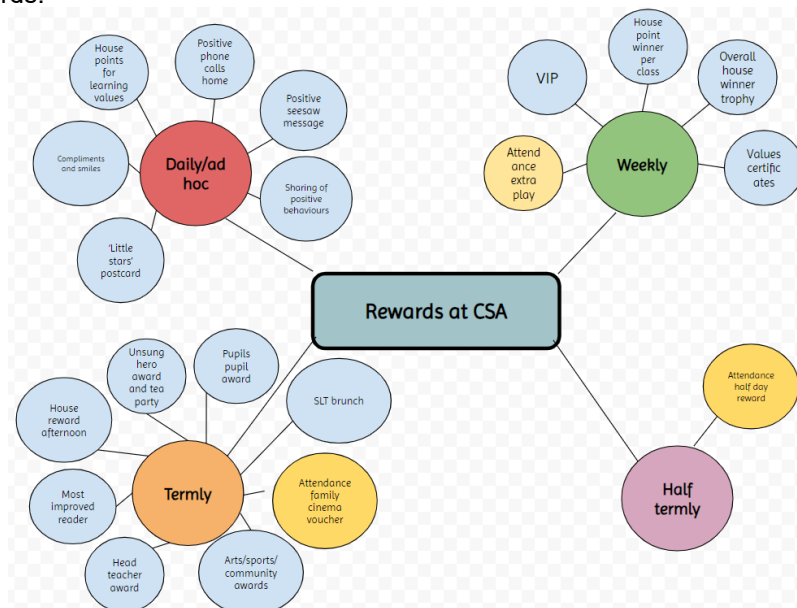 House
points
for
learning
values
Positive
phone
calls
home
Positive
seesaw
message
Compliments
and smiles
Daily/ad
hoc
Sharing of
positive
behaviours
'Little
stars'
postcard
VIP
House
point
winner
per
class
Overall
house
winner
trophy
Attend
ance
extra
play
Weekly
Values
certific
ates
Rewards at CSA
Unsung
hero
award
and tea
party
Pupils
pupil
award
SLT brunch
House
reward
afternoon
Most
improved
reader
Termly
Attendance
family
cinema
voucher
Head
teacher
award
Arts/sports/
community
awards
Attendance
half day
reward
Half
termly